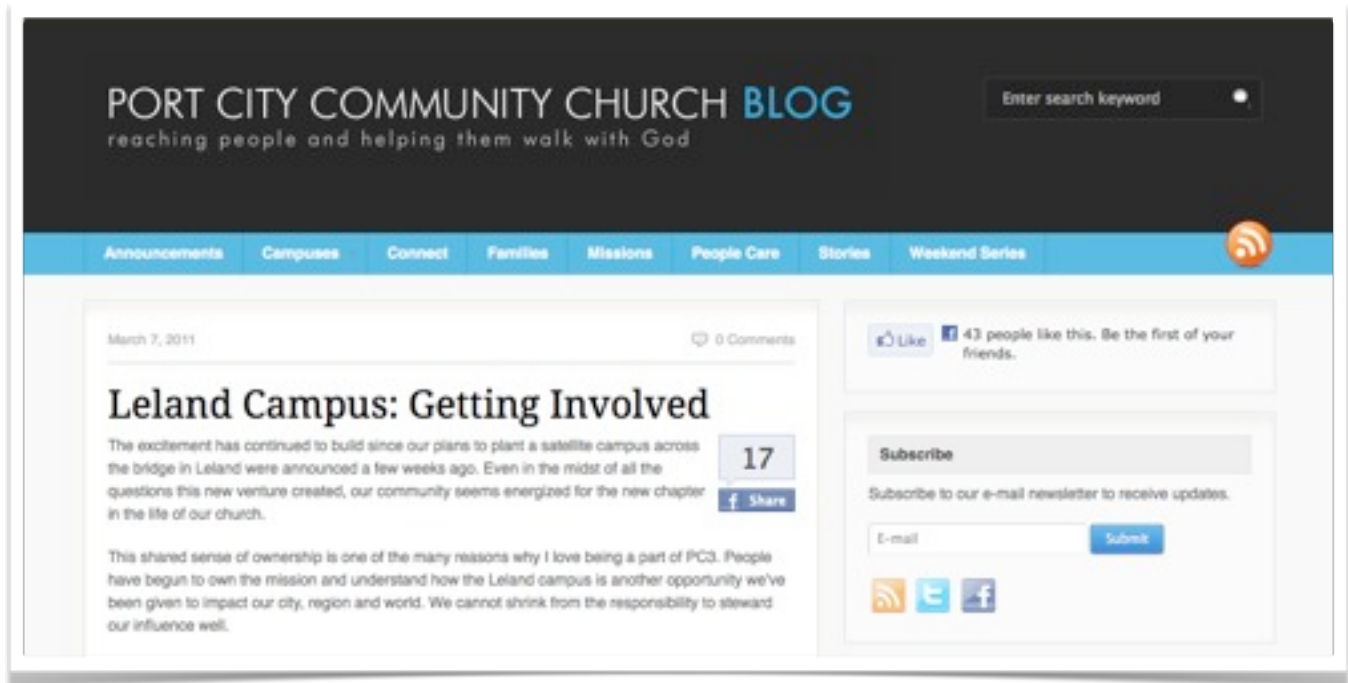 PORT CITY COMMUNITY CHURCH BLOG
reaching people and helping them walk with God
Enter search keyword
Announcements Campuses Connect Families Missions People Care Stories Weekend Series
March 7, 2011
0 Comments
Leland Campus: Getting Involved
The excitement has continued to build since our plans to plant a satellite campus across
the bridge in Leland were announced a few weeks ago. Even in the midst of all the
questions this new venture created, our community seems energized for the new chapter
in the life of our church.
17
f Share
This shared sense of ownership is one of the many reasons why I love being a part of PC3. People
have begun to own the mission and understand how the Leland campus is another opportunity we've
been given to impact our city, region and world. We cannot shrink from the responsibility to steward
our influence well.
Like
f 43 people like this. Be the first of your
friends.
Subscribe
Subscribe to our e-mail newsletter to receive updates.
E-mail
Submit
t f